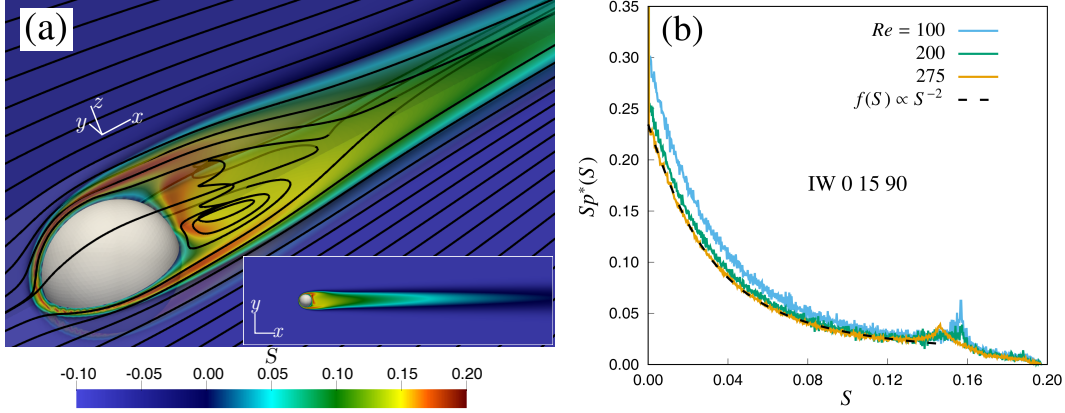 (a)
z
y
x
y
x
S̃
-0.10 -0.05 0.00 0.05 0.10 0.15 0.20
(b)
0.35
0.30
0.25
0.20
0.15
0.10
0.05
0.00
Sp*(S)
Re = 100
200
275
f(S) ∝ S⁻²
IW 0 15 90
0.00 0.04 0.08 0.12 0.16 0.20
S